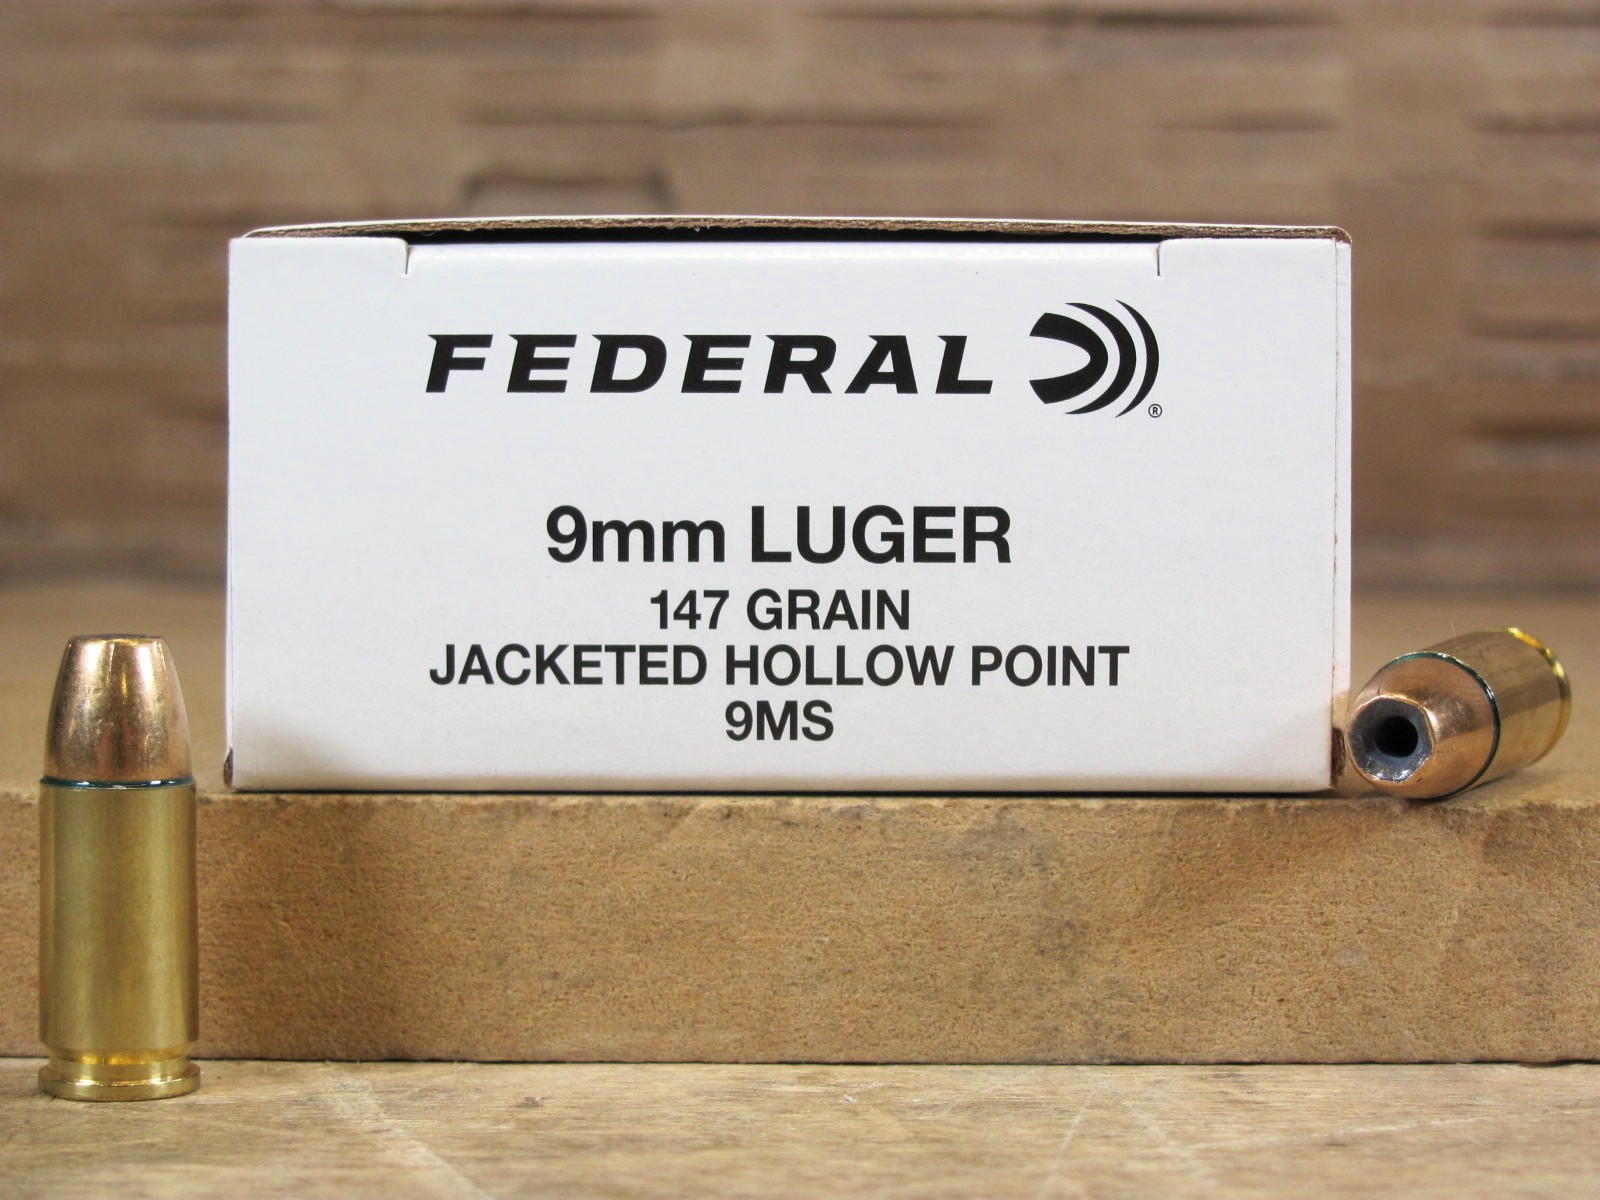 FEDERAL ®
9mm LUGER
147 GRAIN
JACKETED HOLLOW POINT
9MS